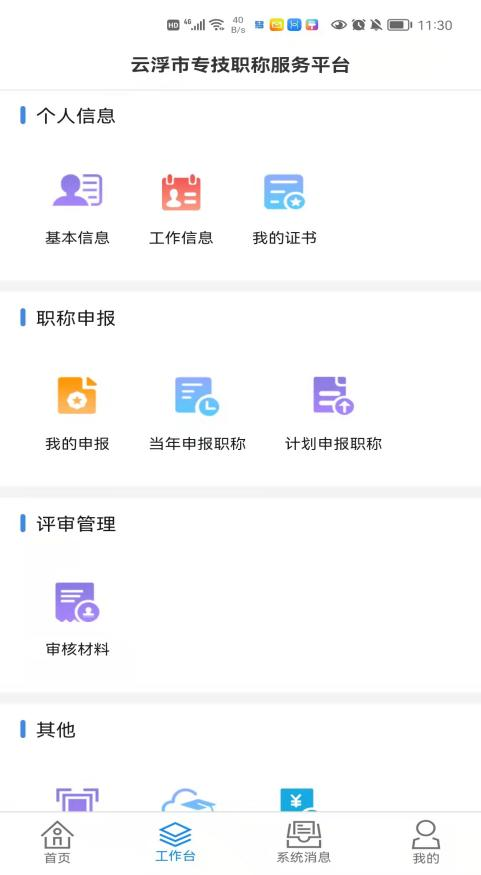 HD 4G 40 B/s 11:30
云浮市专技职称服务平台
个人信息
基本信息 工作信息 我的证书
职称申报
我的申报 当年申报职称 计划申报职称
评审管理
审核材料
其他
¥
首页 工作台 系统消息 我的